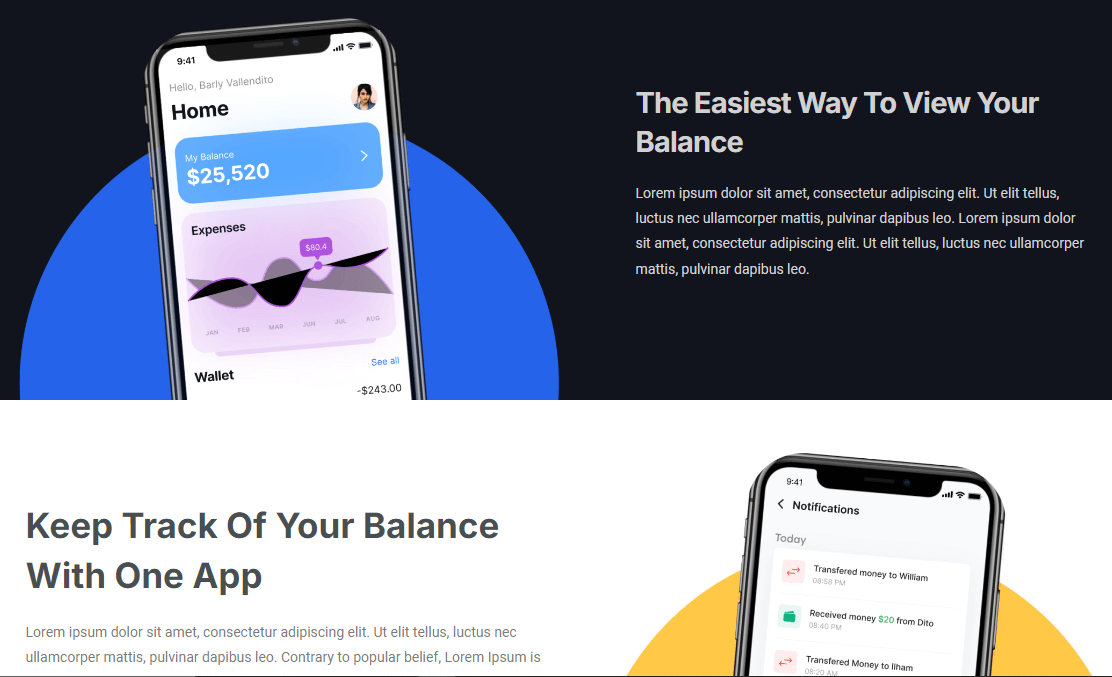 9:41
Hello, Barly Vallendito
Home
My Balance
$25,520
Expenses
$80.4
JAN FEB MAR JUN JUL AUG
See all
Wallet
-$243.00
The Easiest Way To View Your
Balance
Lorem ipsum dolor sit amet, consectetur adipiscing elit. Ut elit tellus,
luctus nec ullamcorper mattis, pulvinar dapibus leo. Lorem ipsum dolor
sit amet, consectetur adipiscing elit. Ut elit tellus, luctus nec ullamcorper
mattis, pulvinar dapibus leo.
Keep Track Of Your Balance
With One App
Lorem ipsum dolor sit amet, consectetur adipiscing elit. Ut elit tellus, luctus nec
ullamcorper mattis, pulvinar dapibus leo. Contrary to popular belief, Lorem Ipsum is
9:41
Notifications
Today
Transfered money to William
08:58 PM
Received money $20 from Dito
08:40 PM
Transfered Money to Ilham
08:20 AM